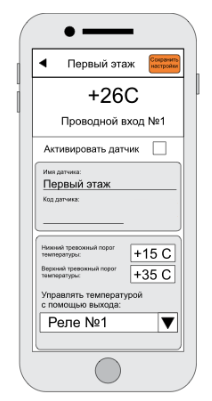 Первый этаж
Сохранить
настройки
+26C
Проводной вход №1
Активировать датчик
Имя датчика:
Первый этаж
Код датчика:
Нижний тревожный порог
температуры:
+15 C
Верхний тревожный порог
температуры:
+35 C
Управлять температурой
с помощью выхода:
Реле №1